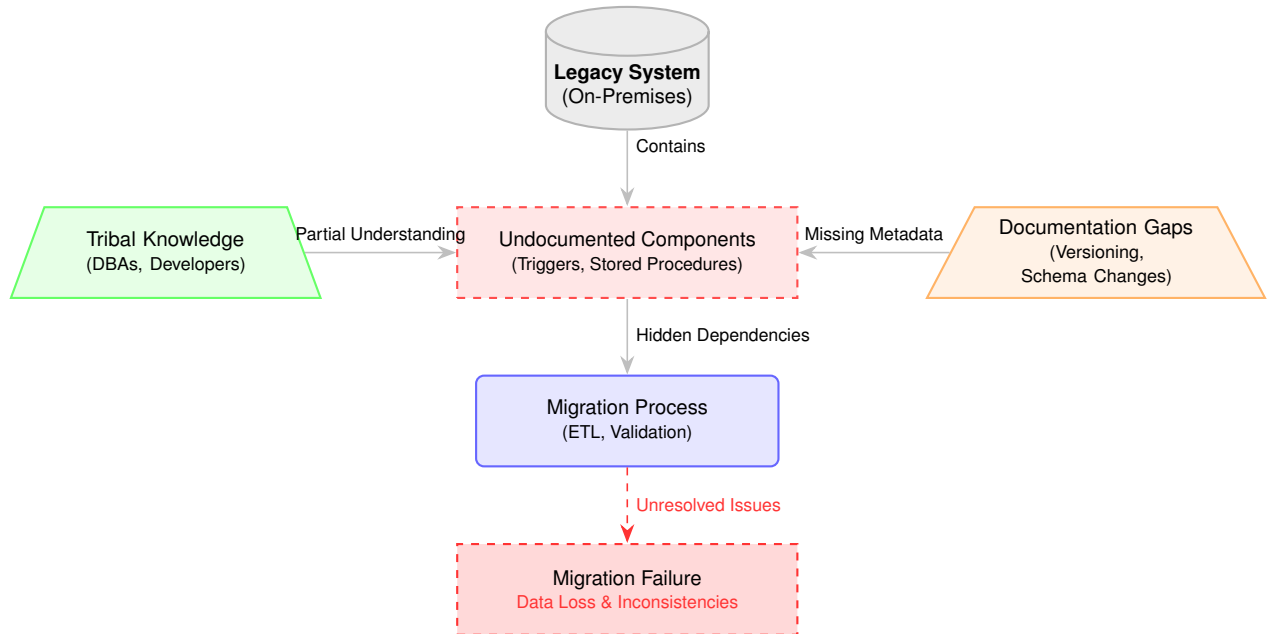 Legacy System
(On-Premises)
Contains
Tribal Knowledge
(DBAs, Developers)
Partial Understanding
Undocumented Components
(Triggers, Stored Procedures)
Missing Metadata
Documentation Gaps
(Versioning,
Schema Changes)
Hidden Dependencies
Migration Process
(ETL, Validation)
Unresolved Issues
Migration Failure
Data Loss & Inconsistencies